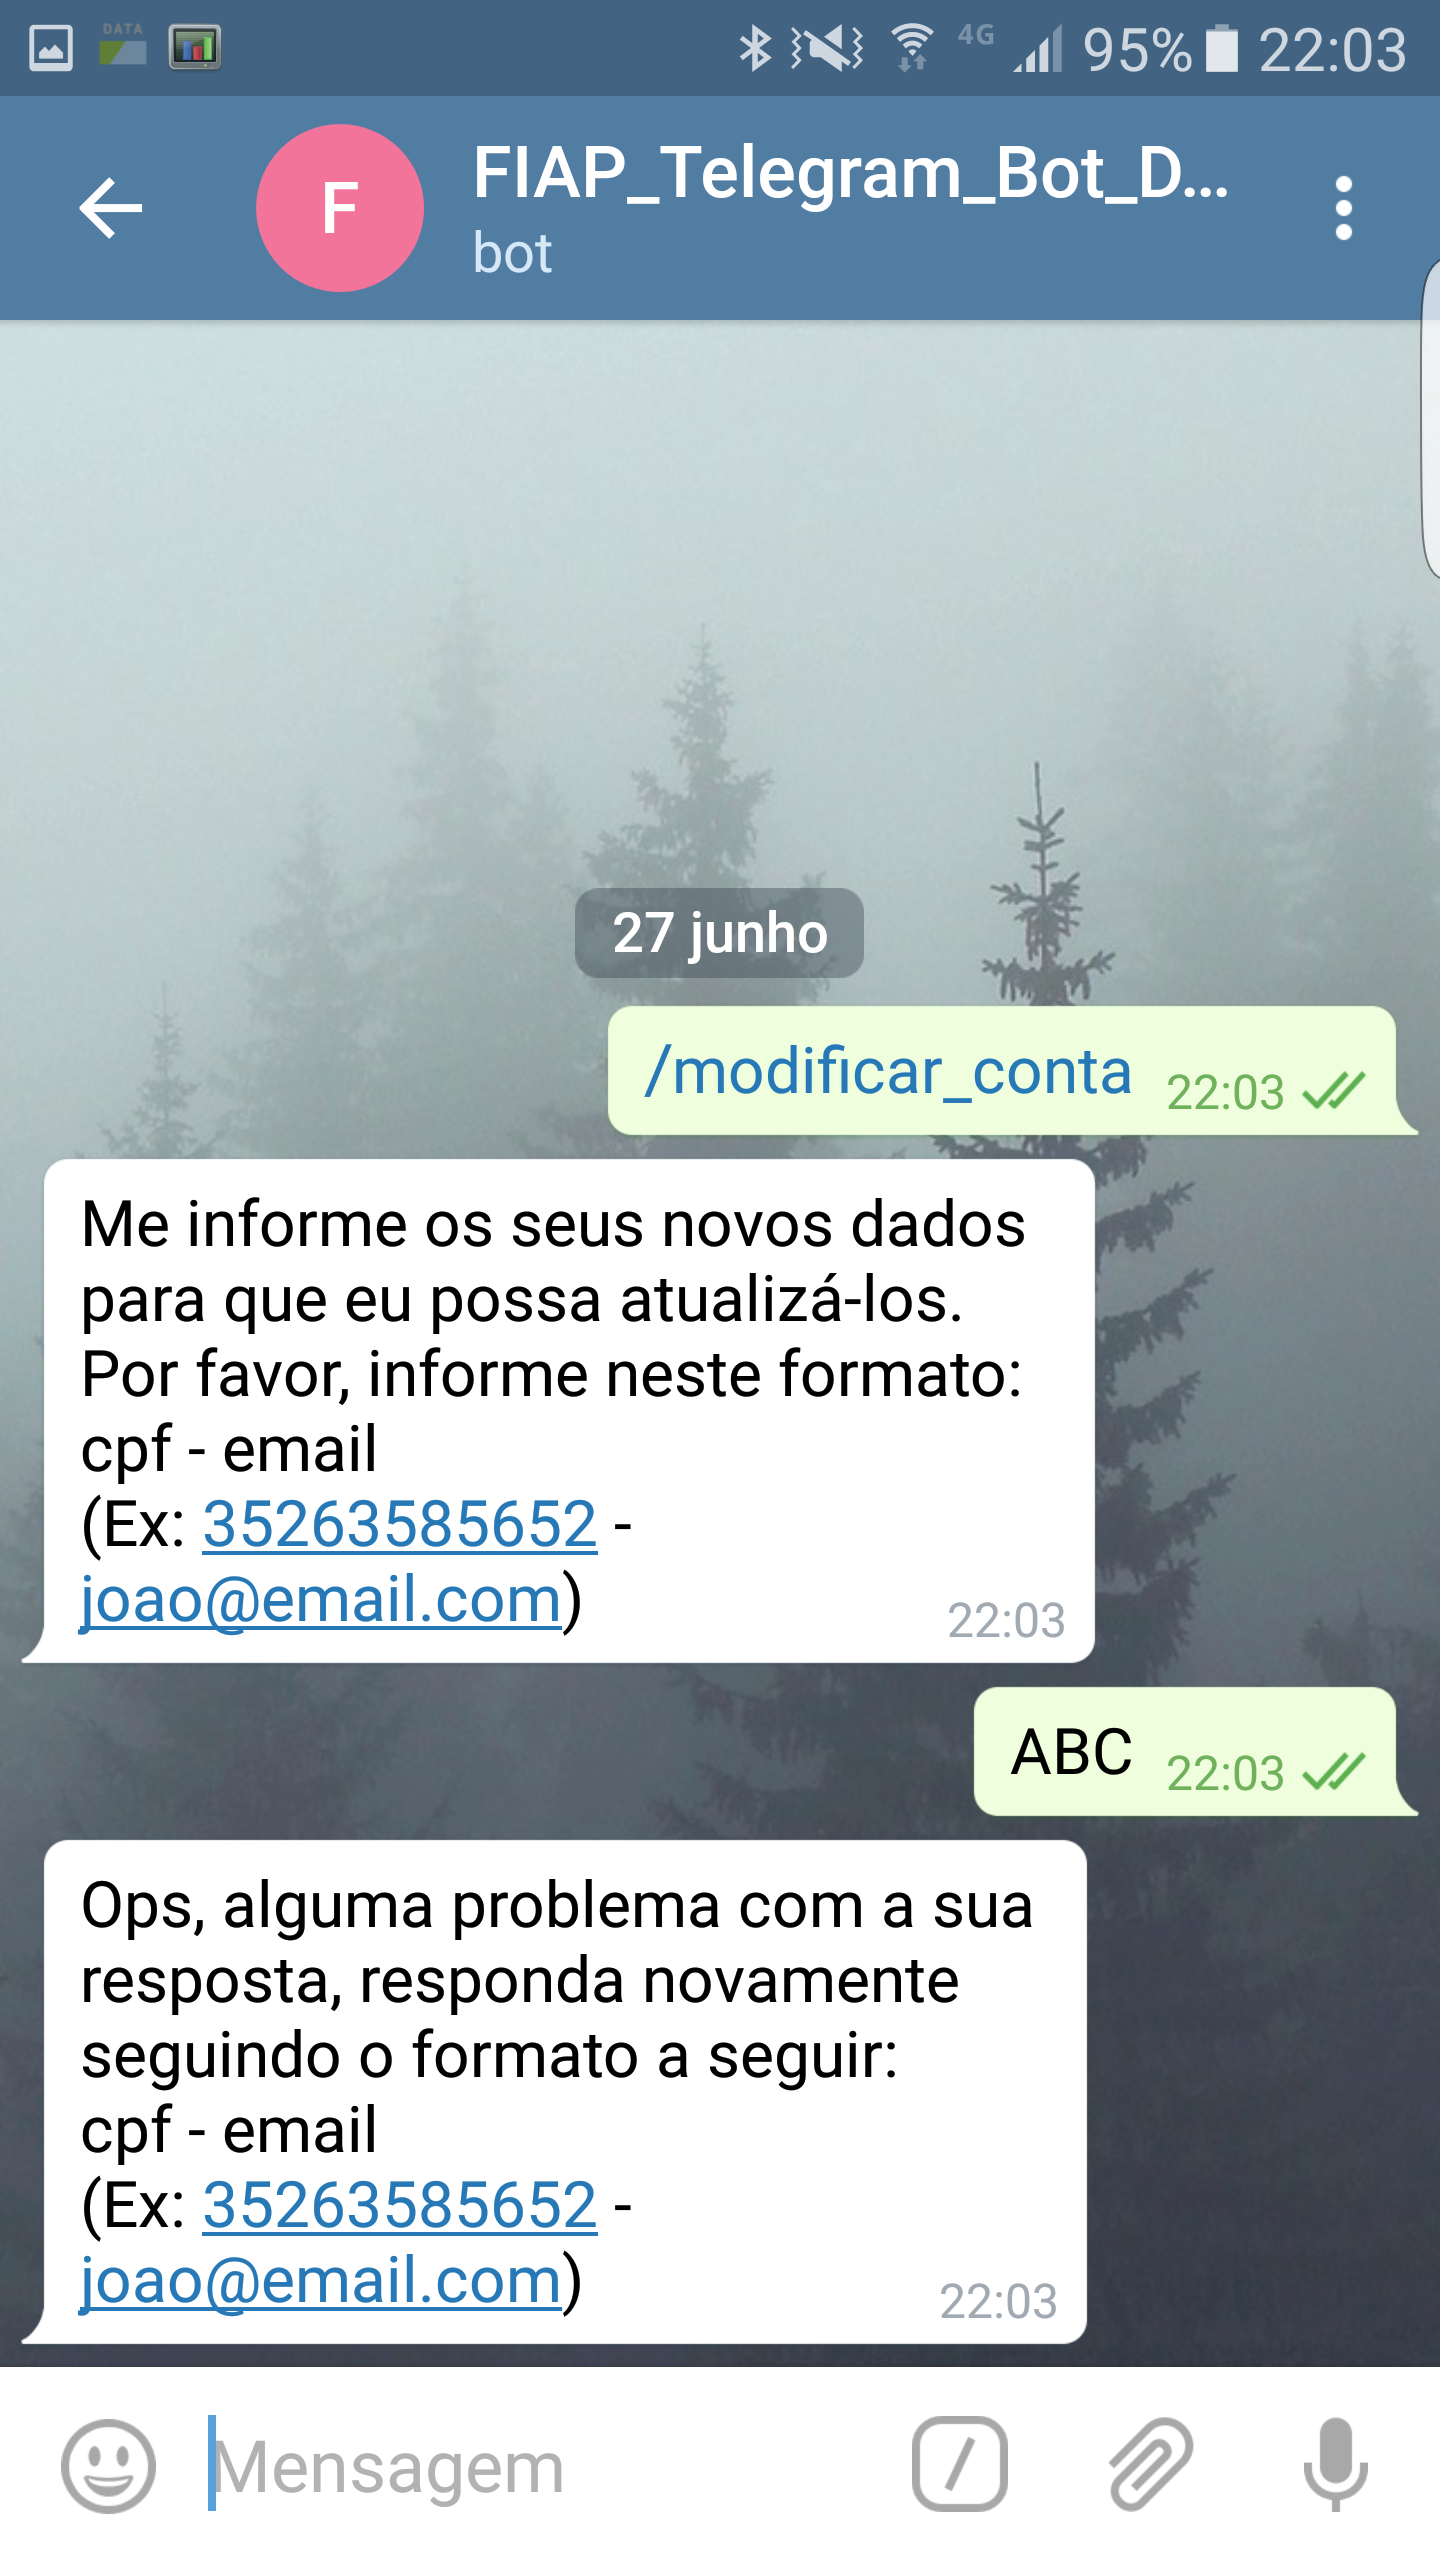 DATA
4G
95%
22:03
F
FIAP_Telegram_Bot_D...
bot
27 junho
/modificar_conta 22:03
Me informe os seus novos dados
para que eu possa atualizá-los.
Por favor, informe neste formato:
cpf - email
(Ex: 35263585652 -
joao@email.com)
22:03
ABC 22:03
Ops, alguma problema com a sua
resposta, responda novamente
seguindo o formato a seguir:
cpf - email
(Ex: 35263585652 -
joao@email.com)
22:03
Mensagem